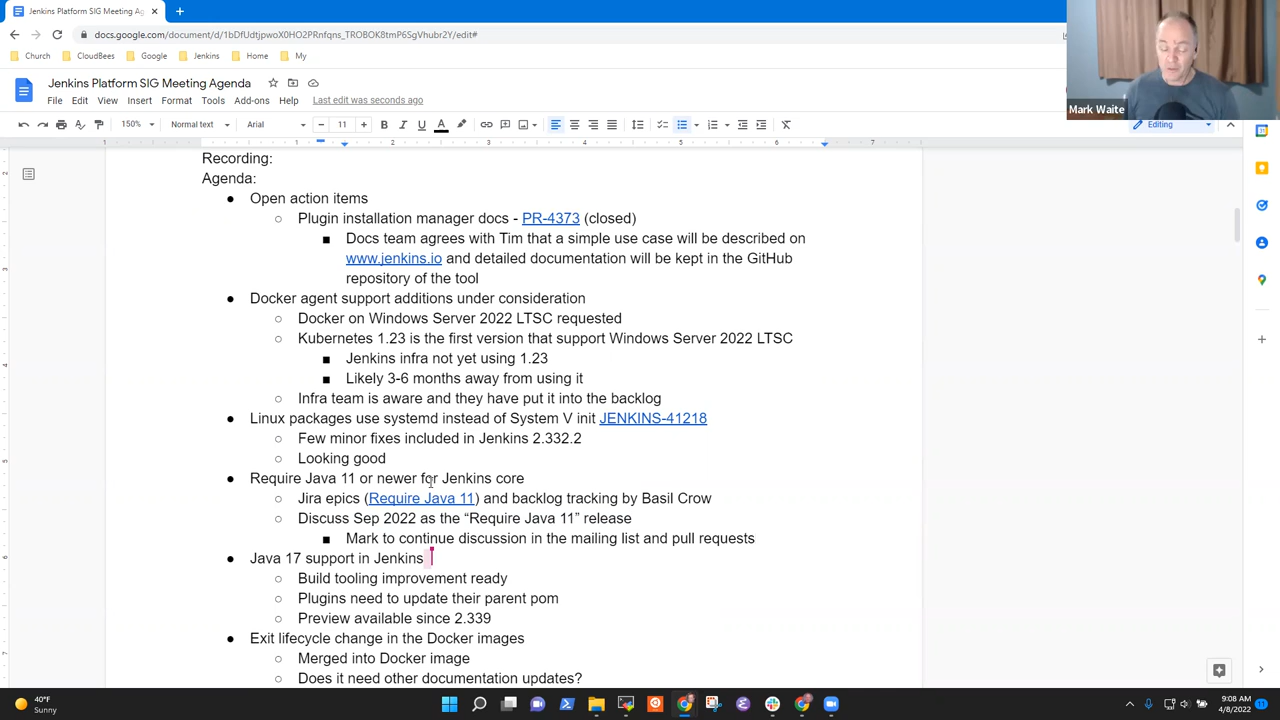 Jenkins Platform SIG Meeting Ag
docs.google.com/document/d/1bDfUdtjpwoX0HO2PRnfqns_TROBOK8tmP6SgVhubr2Y/edit#
Church CloudBees Google Jenkins Home My
Jenkins Platform SIG Meeting Agenda
File Edit View Insert Format Tools Add-ons Help Last edit was seconds ago
Mark Waite
150% Normal text Arial 11 Editing
1 1 2 3 4 5 6 7
Recording:
Agenda:
● Open action items
○ Plugin installation manager docs - PR-4373 (closed)
■ Docs team agrees with Tim that a simple use case will be described on
www.jenkins.io and detailed documentation will be kept in the GitHub
repository of the tool
● Docker agent support additions under consideration
○ Docker on Windows Server 2022 LTSC requested
○ Kubernetes 1.23 is the first version that support Windows Server 2022 LTSC
■ Jenkins infra not yet using 1.23
■ Likely 3-6 months away from using it
○ Infra team is aware and they have put it into the backlog
● Linux packages use systemd instead of System V init JENKINS-41218
○ Few minor fixes included in Jenkins 2.332.2
○ Looking good
● Require Java 11 or newer for Jenkins core
○ Jira epics (Require Java 11) and backlog tracking by Basil Crow
○ Discuss Sep 2022 as the “Require Java 11” release
■ Mark to continue discussion in the mailing list and pull requests
● Java 17 support in Jenkins
○ Build tooling improvement ready
○ Plugins need to update their parent pom
○ Preview available since 2.339
● Exit lifecycle change in the Docker images
○ Merged into Docker image
○ Does it need other documentation updates?
40°F
Sunny
9:08 AM
4/8/2022